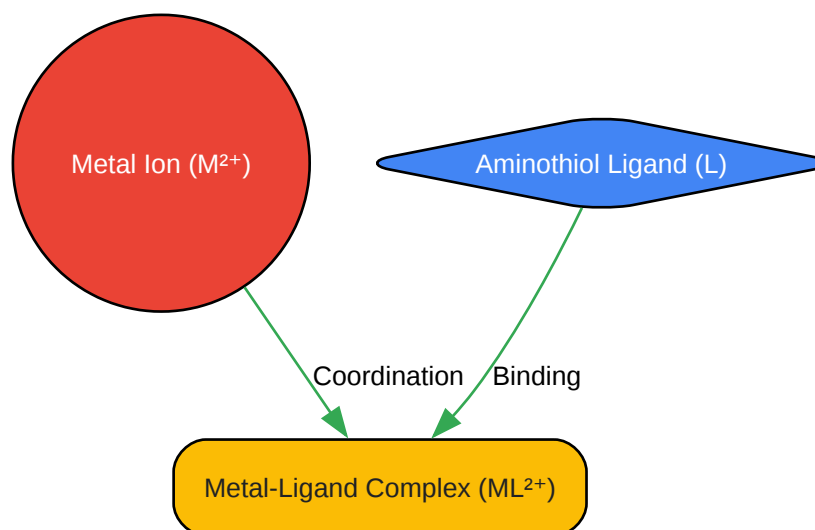 Metal Ion (M²⁺)
Aminothiol Ligand (L)
Coordination
Binding
Metal-Ligand Complex (ML²⁺)